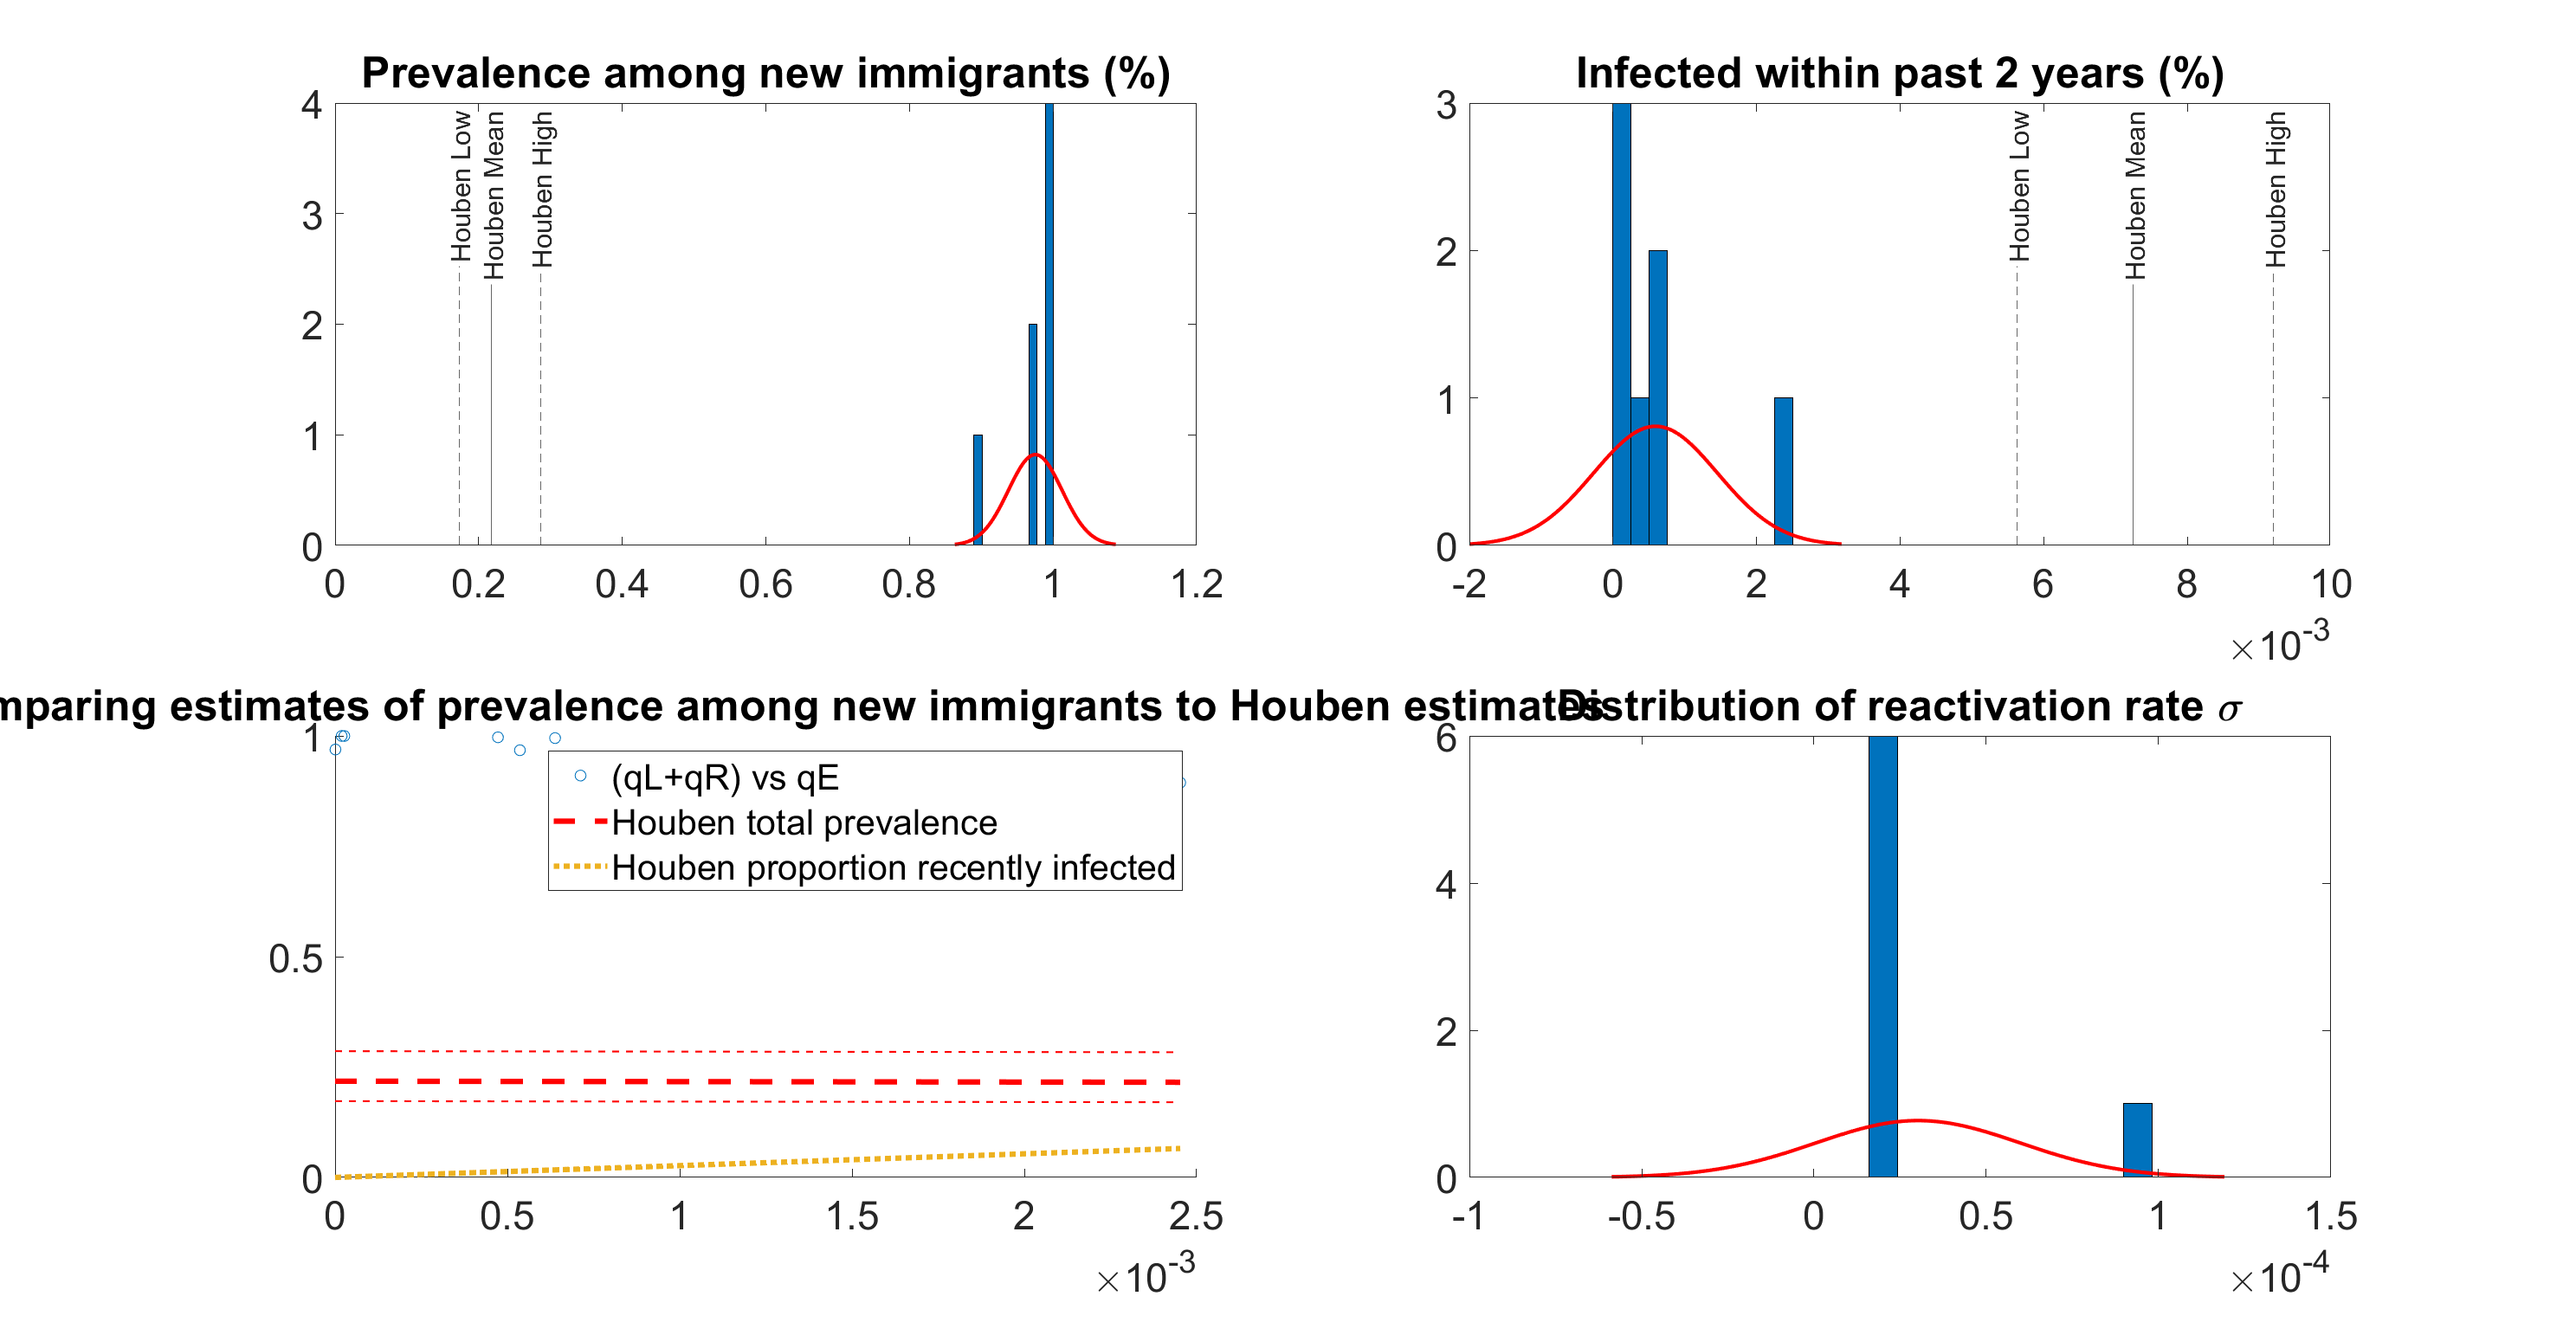 Prevalence among new immigrants (%)
4
3
2
1
0
Houben Low
Houben Mean
Houben High
0 0.2 0.4 0.6 0.8 1 1.2
Infected within past 2 years (%)
3
2
1
0
Houben Low
Houben Mean
Houben High
-2 0 2 4 6 8 10
×10-3
mparing estimates of prevalence among new immigrants to Houben estimates
1
0.5
0
(qL+qR) vs qE
Houben total prevalence
Houben proportion recently infected
0 0.5 1 1.5 2 2.5
×10-3
Distribution of reactivation rate σ
6
4
2
0
-1 -0.5 0 0.5 1 1.5
×10-4